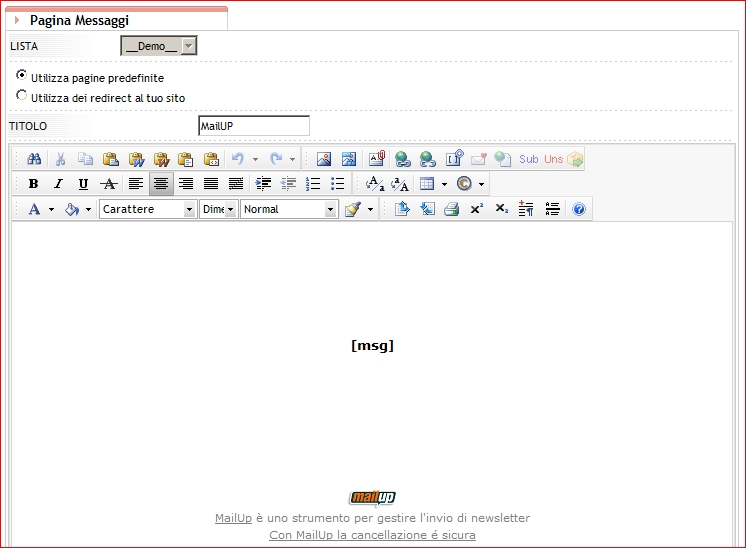 Pagina Messaggi
LISTA __Demo__
Utilizza pagine predefinite
Utilizza dei redirect al tuo sito
TITOLO MailUP
Sub Uns
B I U A
A Carattere Dime Normal
[msg]
mailup
MailUp è uno strumento per gestire l'invio di newsletter
Con MailUp la cancellazione é sicura